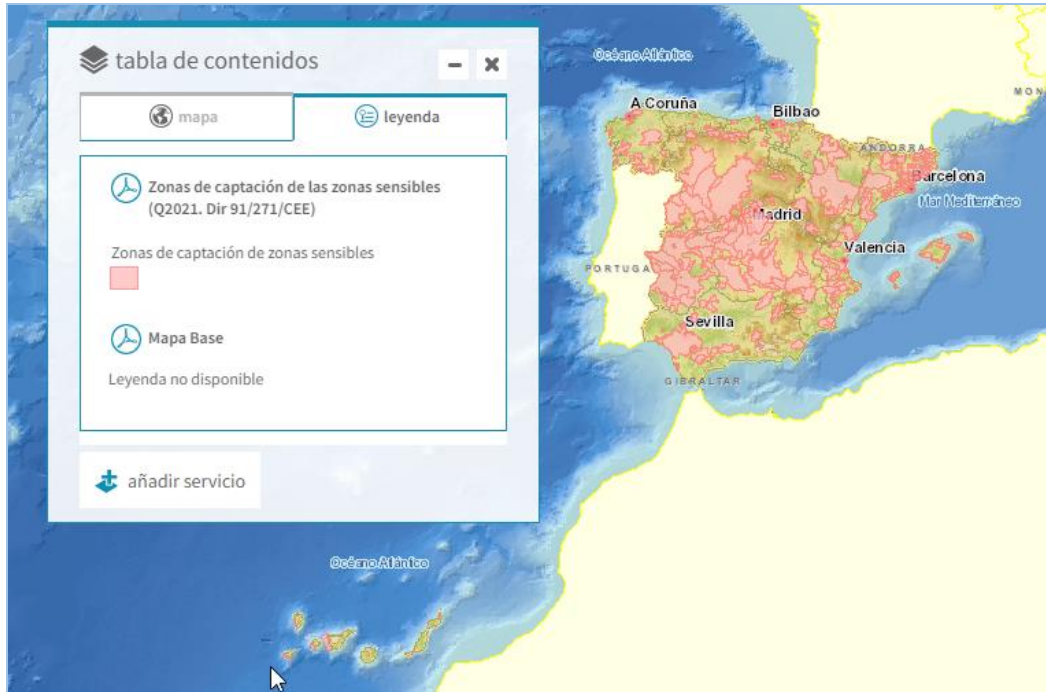 tabla de contenidos
mapa
leyenda
Zonas de captación de las zonas sensibles
(Q2021. Dir 91/271/CEE)
Zonas de captación de zonas sensibles
Mapa Base
Leyenda no disponible
añadir servicio
Océano Atlántico
A Coruña
Bilbao
MON
ANDORRA
Barcelona
Mar Mediterráneo
Madrid
Valencia
PORTUGA
Sevilla
GIBRALTAR
Océano Atlántico